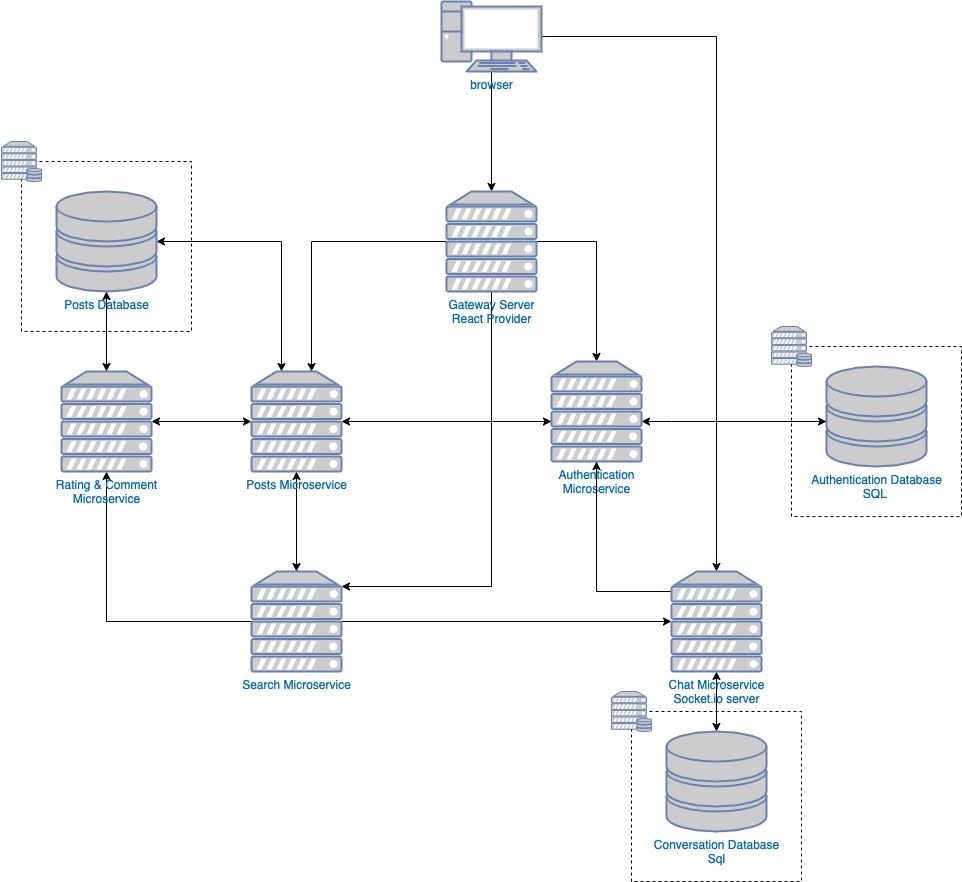 browser
Posts Database
Gateway Server
React Provider
Rating & Comment
Microservice
Posts Microservice
Authentication
Microservice
Authentication Database
SQL
Search Microservice
Chat Microservice
Socket.io server
Conversation Database
Sql